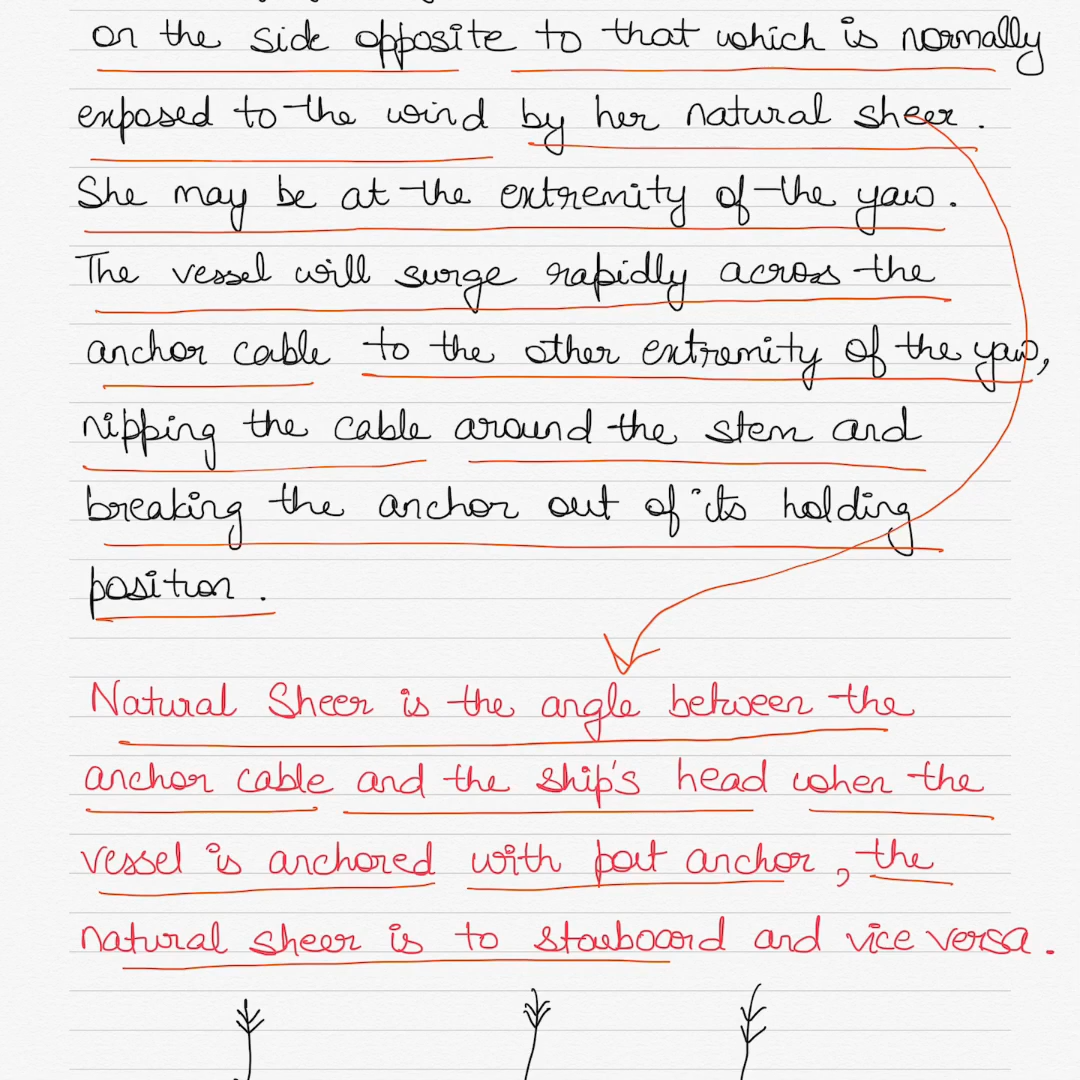 on the side opposite to that which is normally
exposed to the wind by her natural sheer.
She may be at the extremity of the yaw.
The vessel will surge rapidly across the
anchor cable to the other extremity of the yaw,
nipping the cable around the stem and
breaking the anchor out of its holding
position.
Natural Sheer is the angle between the
anchor cable and the ship's head when the
vessel is anchored with port anchor, the
natural sheer is to starboard and vice versa.